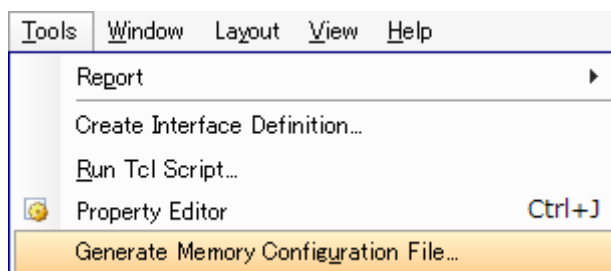 Tools Window Layout View Help
Report
Create Interface Definition...
Run Tcl Script...
Property Editor Ctrl+J
Generate Memory Configuration File...